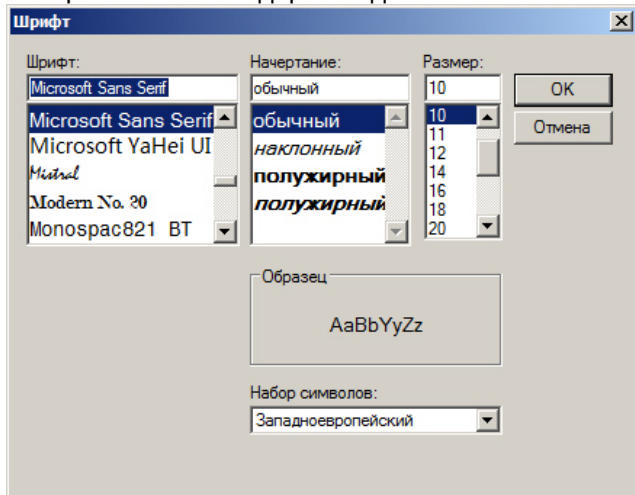 Шрифт
Шрифт:
Начертание:
Размер:
Microsoft Sans Serif
обычный
10
OK
Отмена
Microsoft Sans Serif
Microsoft YaHei UI
Mistral
Modern No. 20
Monospac821 BT
обычный
наклонный
полужирный
полужирный
10
11
12
14
16
18
20
Образец
AaBbYyZz
Набор символов:
Западноевропейский